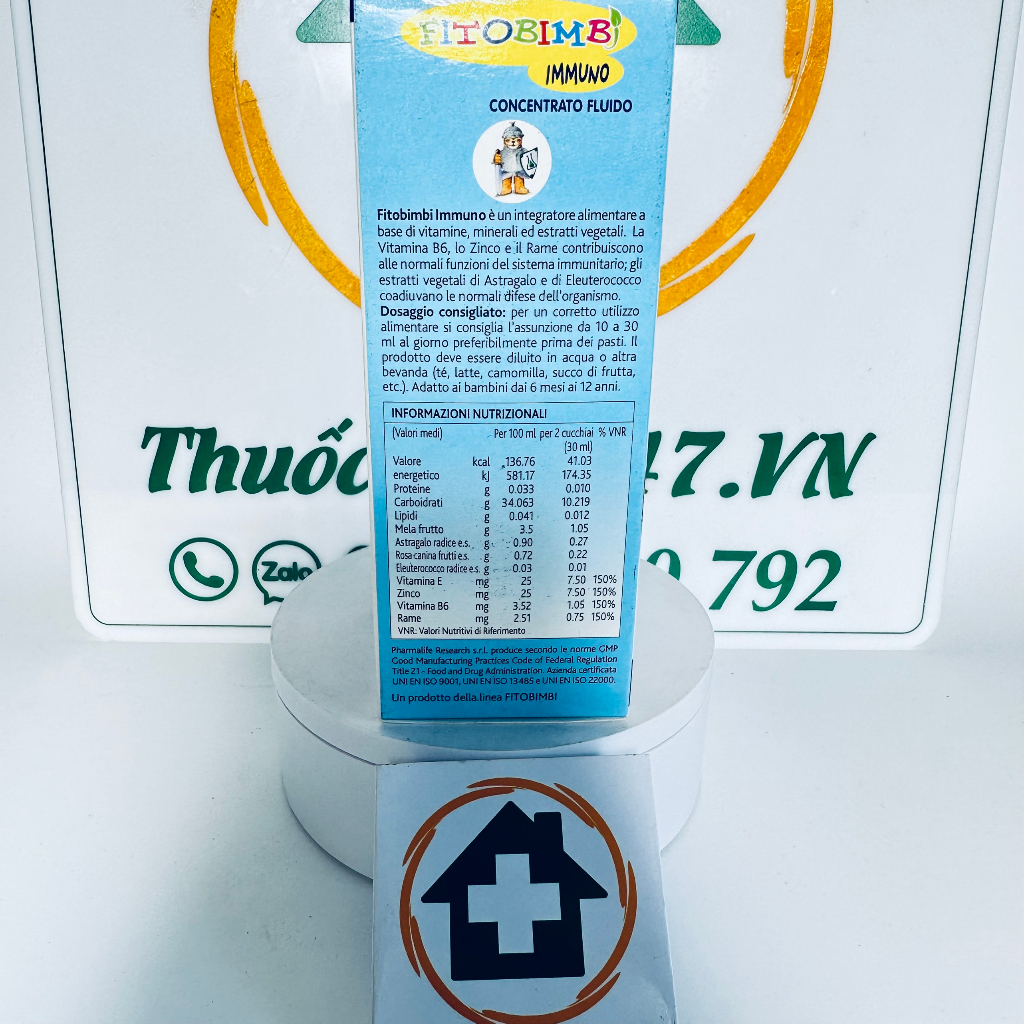 FITOBIMBI
IMMUNO
CONCENTRATO FLUIDO
Fitobimbi Immuno è un integratore alimentare a
base di vitamine, minerali ed estratti vegetali. La
Vitamina B6, lo Zinco e il Rame contribuiscono
alle normali funzioni del sistema immunitario; gli
estratti vegetali di Astragalo e di Eleuterococco
coadiuvano le normali difese dell'organismo.
Dosaggio consigliato: per un corretto utilizzo
alimentare si consiglia l'assunzione da 10 a 30
ml al giorno preferibilmente prima dei pasti. Il
prodotto deve essere diluito in acqua o altra
bevanda (té, latte, camomilla, succo di frutta,
etc.). Adatto ai bambini dai 6 mesi ai 12 anni.
INFORMAZIONI NUTRIZIONALI
(Valori medi) Per 100 ml per 2 cucchiai % VNR
(30 ml)
Valore kcal 136.76 41.03
energetico kJ 581.17 174.35
Proteine g 0.033 0.010
Carboidrati g 34.063 10.219
Lipidi g 0.041 0.012
Mela frutto g 3.5 1.05
Astragalo radice e.s. g 0.90 0.27
Rosa canina frutti e.s. g 0.72 0.22
Eleuterococco radice e.s. g 0.03 0.01
Vitamina E mg 25 7.50 150%
Zinco mg 25 7.50 150%
Vitamina B6 mg 3.52 1.05 150%
Rame mg 2.51 0.75 150%
VNR: Valori Nutritivi di Riferimento
Pharmalife Research s.r.l. produce secondo le norme GMP
Good Manufacturing Practices Code of Federal Regulation
Title 21 - Food and Drug Administration. Azienda certificata
UNI EN ISO 9001, UNI EN ISO 13485 e UNI EN ISO 22000.
Un prodotto della linea FITOBIMBI
Thuốc 47.VN
Zalo 792